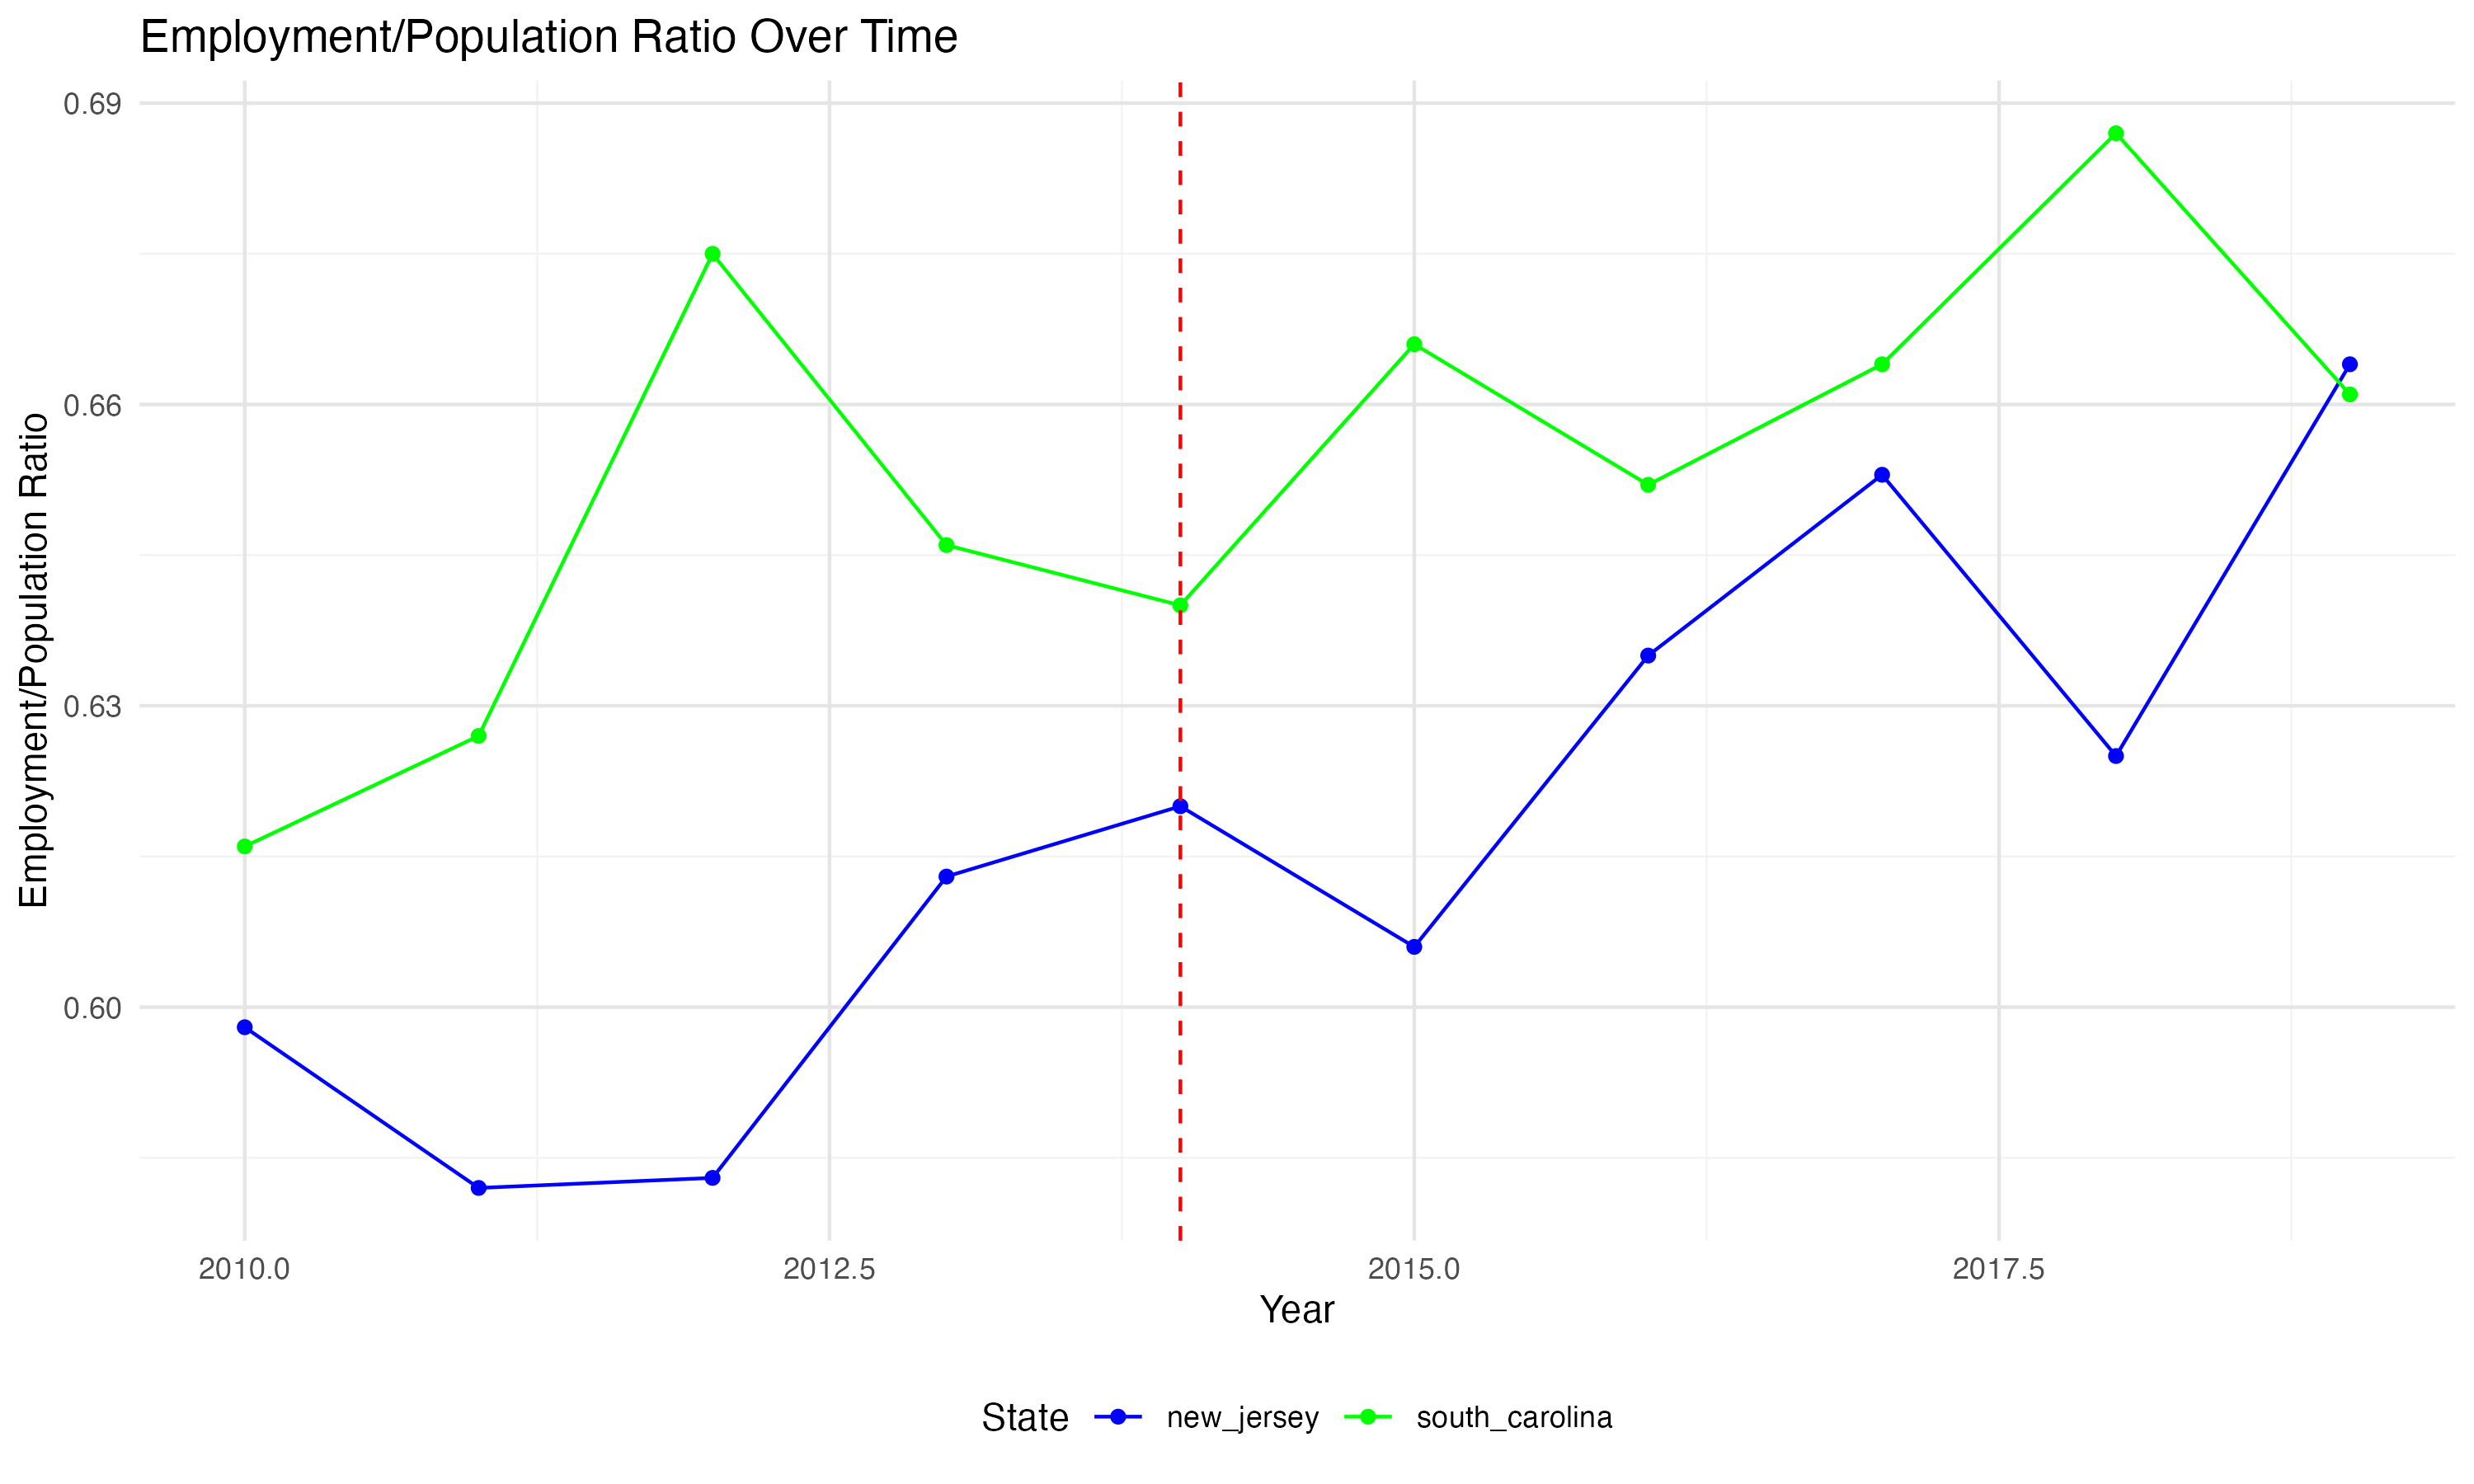 Employment/Population Ratio Over Time
Employment/Population Ratio
0.69
0.66
0.63
0.60
2010.0 2012.5 2015.0 2017.5
Year
State new_jersey south_carolina